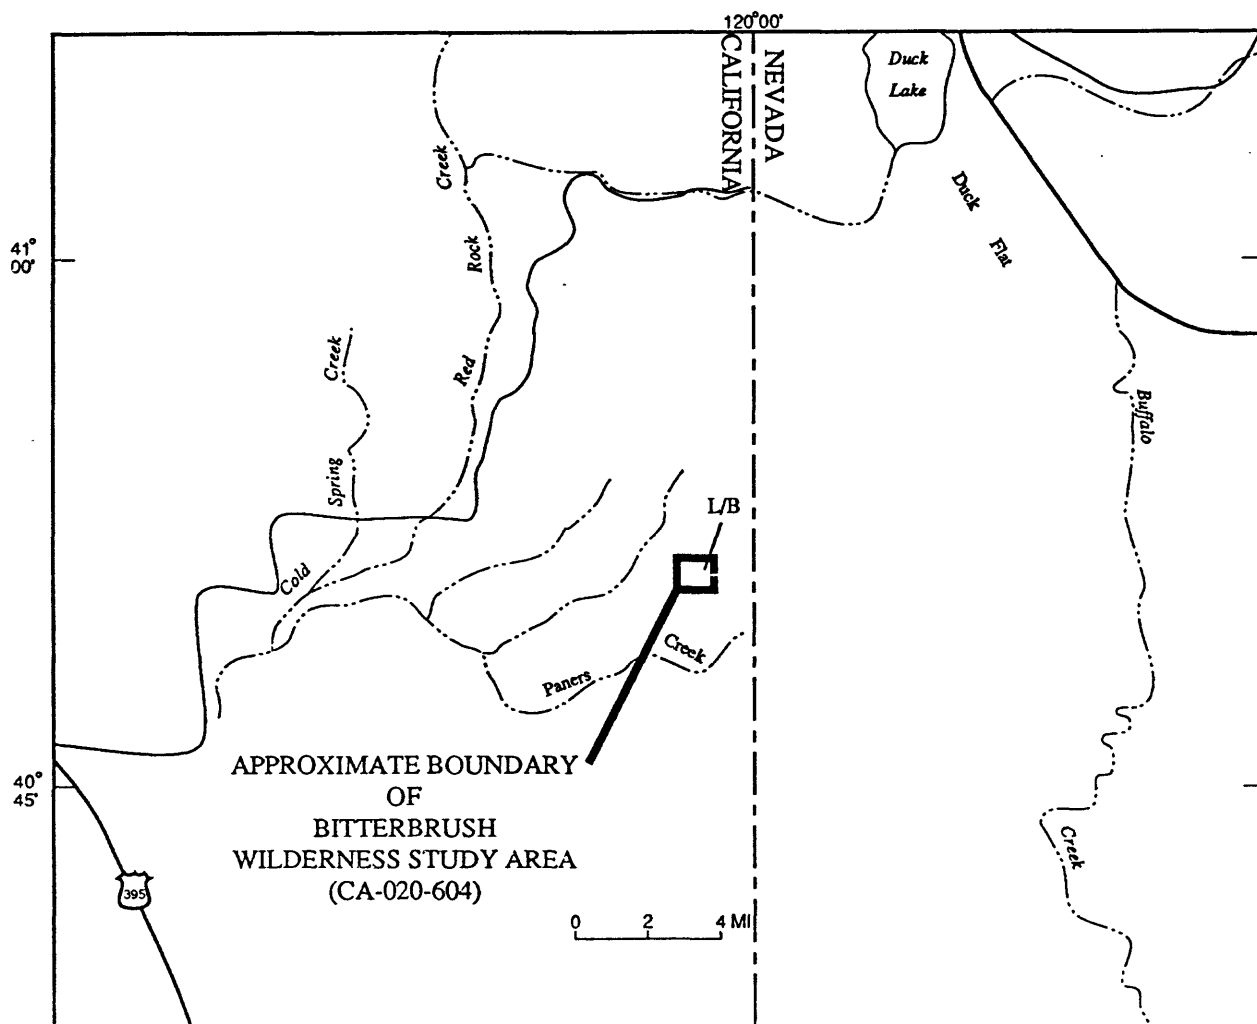 120°00'
CALIFORNIA
NEVADA
Duck
Lake
Creek
Duck
Flat
41°
00'
Rock
Creek
Red
Buffalo
Spring
L/B
Cold
Creek
Paners
APPROXIMATE BOUNDARY
OF
BITTERBRUSH
WILDERNESS STUDY AREA
(CA-020-604)
40°
45'
Creek
395
0 2 4 MI